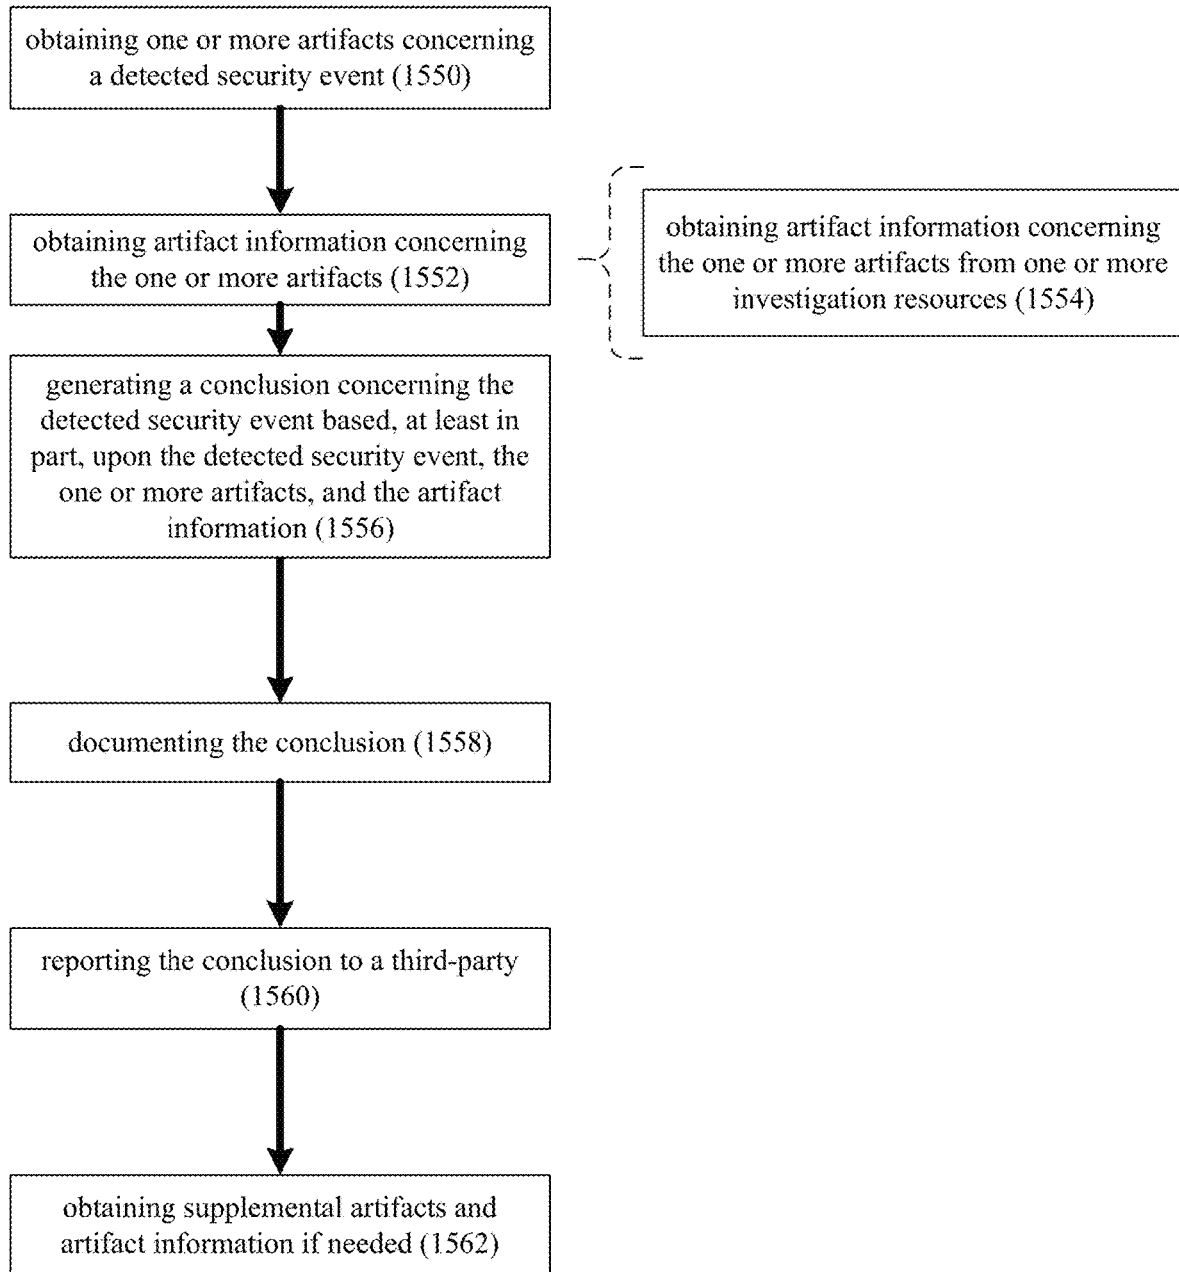 obtaining one or more artifacts concerning
a detected security event (1550)
obtaining artifact information concerning
the one or more artifacts (1552)
obtaining artifact information concerning
the one or more artifacts from one or more
investigation resources (1554)
generating a conclusion concerning the
detected security event based, at least in
part, upon the detected security event, the
one or more artifacts, and the artifact
information (1556)
documenting the conclusion (1558)
reporting the conclusion to a third-party
(1560)
obtaining supplemental artifacts and
artifact information if needed (1562)